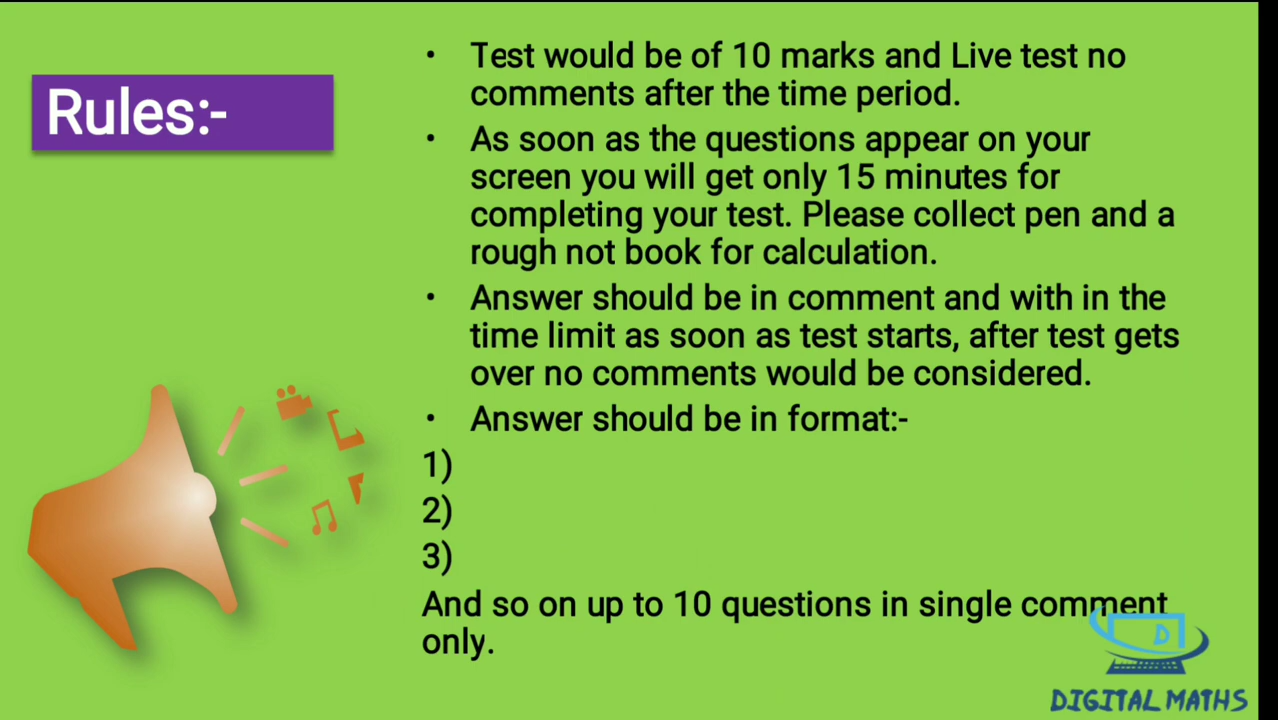 Rules:-
• Test would be of 10 marks and Live test no
comments after the time period.
• As soon as the questions appear on your
screen you will get only 15 minutes for
completing your test. Please collect pen and a
rough not book for calculation.
• Answer should be in comment and with in the
time limit as soon as test starts, after test gets
over no comments would be considered.
• Answer should be in format:-
1)
2)
3)
And so on up to 10 questions in single comment
only.
D
DIGITAL MATHS